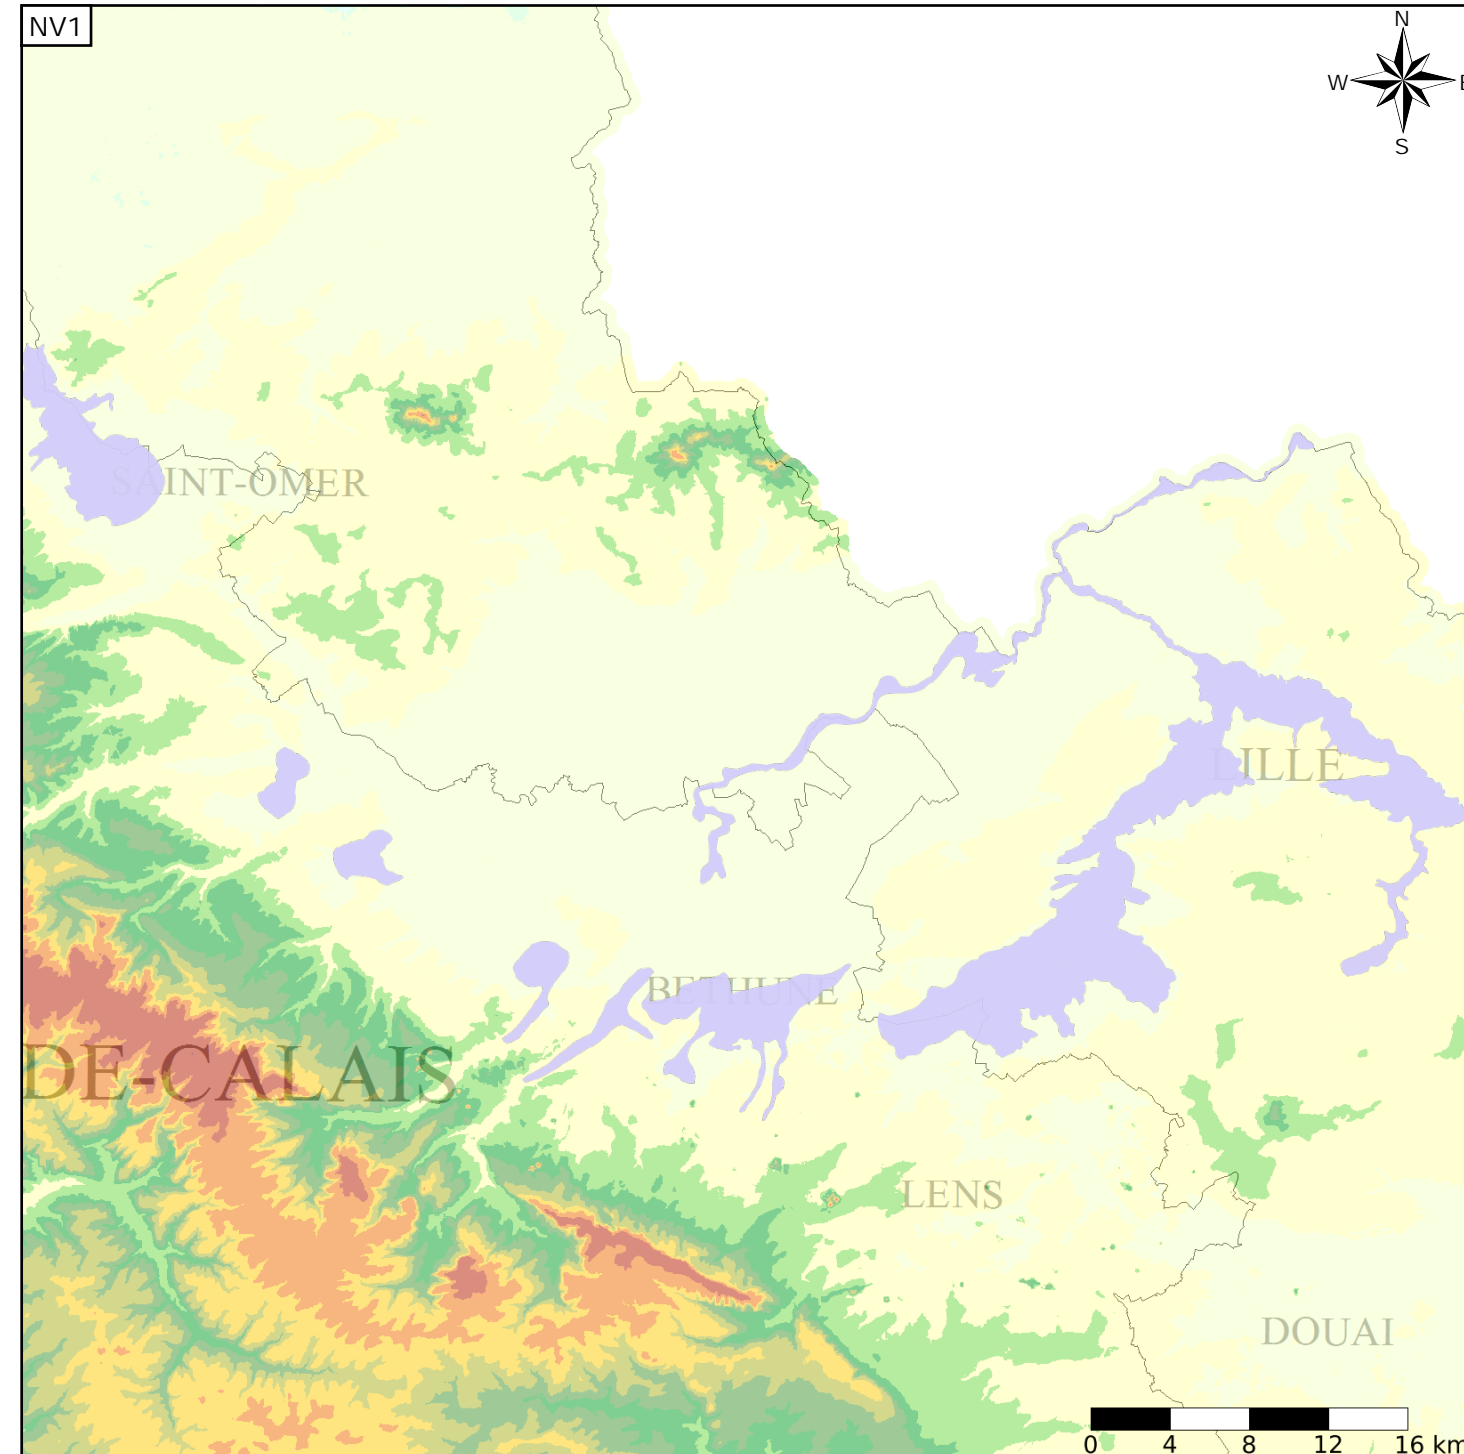 NV1
N
W E
S
SAINT-OMER
LILLE
BETHUNE
DE-CALAIS
LENS
DOUAI
0 4 8 12 16 km